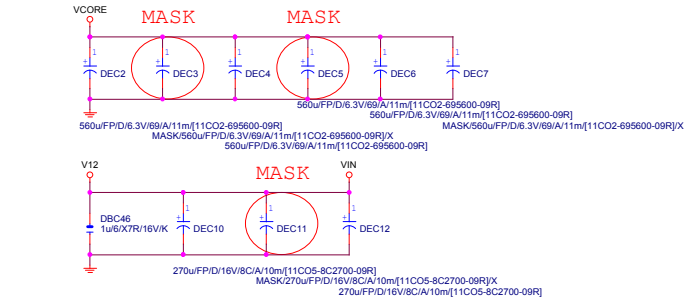 VCORE
MASK
MASK
1
1
1
1
1
1
+
+
+
+
+
+
DEC2
DEC3
DEC4
DEC5
DEC6
DEC7
560u/FP/D/6.3V/69/A/11m/[11CO2-695600-09R]
560u/FP/D/6.3V/69/A/11m/[11CO2-695600-09R]
560u/FP/D/6.3V/69/A/11m/[11CO2-695600-09R]
MASK/560u/FP/D/6.3V/69/A/11m/[11CO2-695600-09R]/X
MASK/560u/FP/D/6.3V/69/A/11m/[11CO2-695600-09R]/X
560u/FP/D/6.3V/69/A/11m/[11CO2-695600-09R]
V12
MASK
VIN
1
1
1
+
+
+
DBC46
1u/6/X7R/16V/K
DEC10
DEC11
DEC12
270u/FP/D/16V/8C/A/10m/[11CO5-8C2700-09R]
MASK/270u/FP/D/16V/8C/A/10m/[11CO5-8C2700-09R]/X
270u/FP/D/16V/8C/A/10m/[11CO5-8C2700-09R]